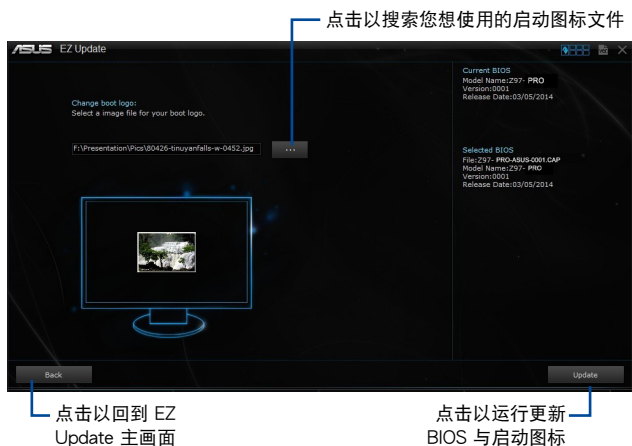 点击以搜索您想使用的启动图标文件
ASUS EZ Update
Current BIOS
Model Name:Z97- PRO
Version:0001
Release Date:03/05/2014
Change boot logo:
Select a image file for your boot logo.
F:\Presentation\Pics\80426-tinuyanfalls-w-0452.jpg
...
Selected BIOS
File:Z97- PRO-ASUS-0001.CAP
Model Name:Z97- PRO
Version:0001
Release Date:03/05/2014
Back
Update
点击以回到 EZ
Update 主画面
点击以运行更新
BIOS 与启动图标